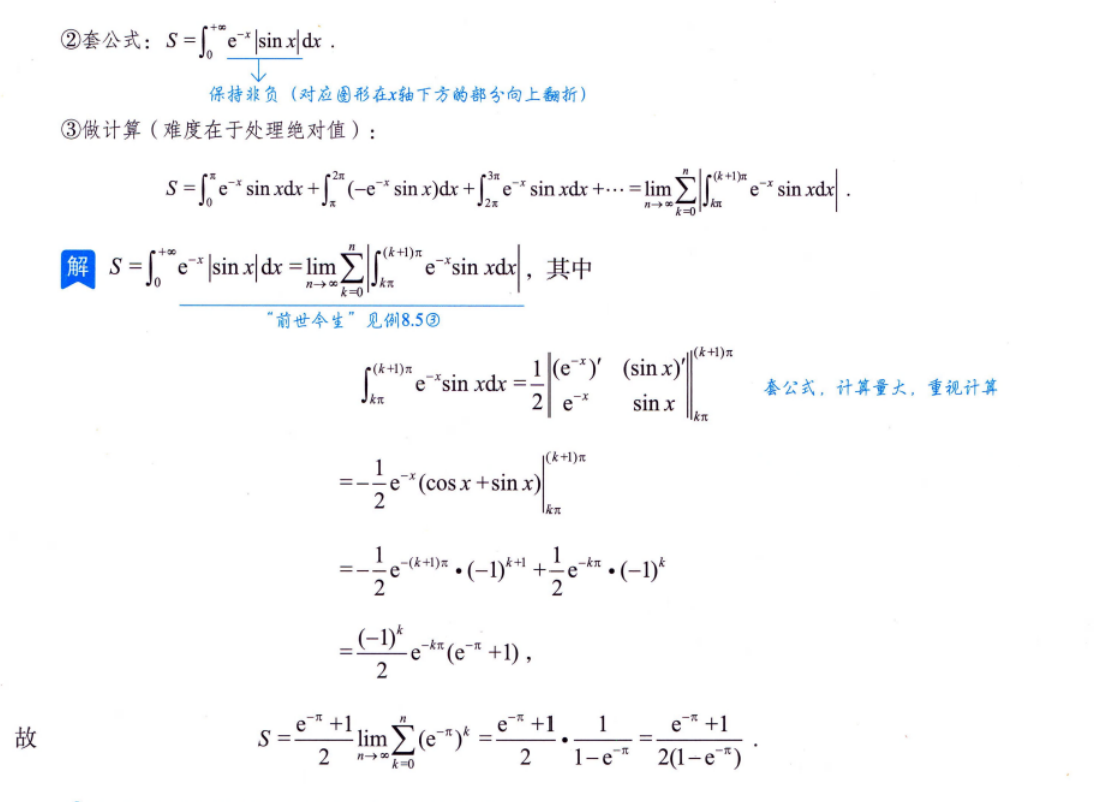 ②套公式：S = ∫₀^{+∞} e^{-x} |sin x| dx .
保持非负（对应图形在x轴下方的部分向上翻折）
③做计算（难度在于处理绝对值）：
S = ∫₀^{π} e^{-x} sin xdx + ∫_{π}^{2π} (−e^{-x} sin x)dx + ∫_{2π}^{3π} e^{-x} sin xdx + ⋯ = lim_{n→∞} ∑_{k=0}^{n} |∫_{kπ}^{(k+1)π} e^{-x} sin xdx| .
解 S = ∫₀^{+∞} e^{-x} |sin x| dx = lim_{n→∞} ∑_{k=0}^{n} |∫_{kπ}^{(k+1)π} e^{-x} sin xdx|，其中
“前世今生”见例8.5③
∫_{kπ}^{(k+1)π} e^{-x} sin xdx = 1/2 |(e^{-x})′ (sin x)′; e^{-x} sin x| |_{kπ}^{(k+1)π} 套公式，计算量大，重视计算
= −1/2 e^{-x} (cos x + sin x) |_{kπ}^{(k+1)π}
= −1/2 e^{-(k+1)π} • (−1)^{k+1} + 1/2 e^{-kπ} • (−1)^k
= (−1)^k/2 e^{-kπ} (e^{-π} + 1) ,
故 S = (e^{-π} + 1)/2 lim_{n→∞} ∑_{k=0}^{n} (e^{-π})^k = (e^{-π} + 1)/2 • 1/(1 − e^{-π}) = (e^{-π} + 1)/(2(1 − e^{-π})) .